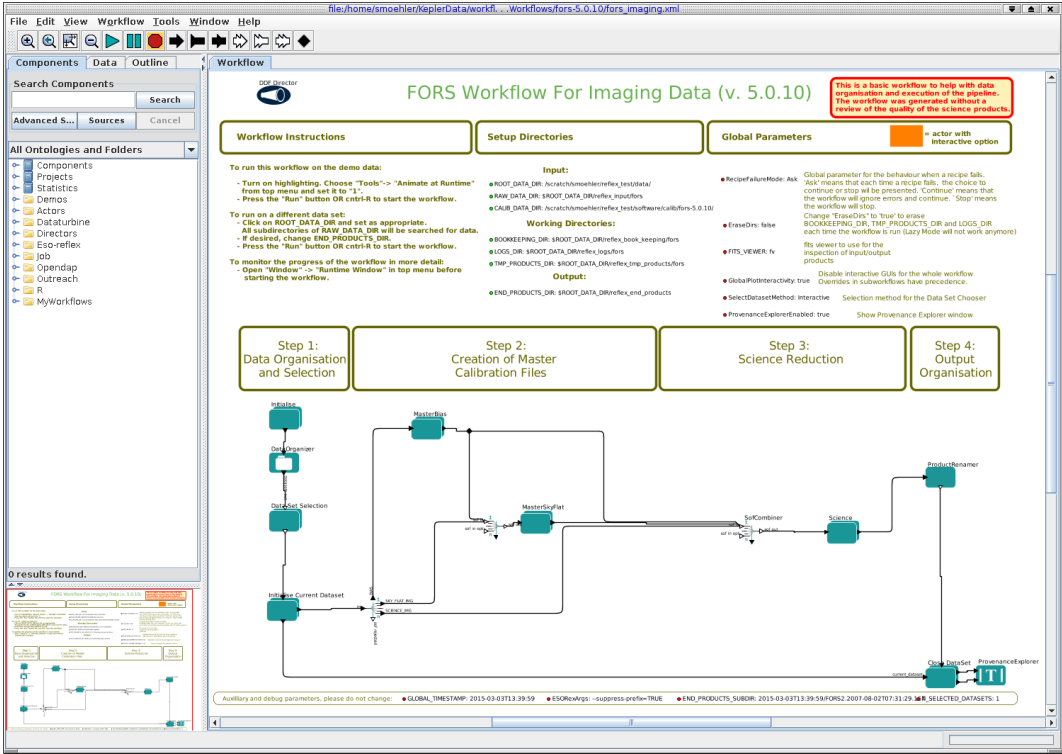 file:/home/smoehler/KeplerData/workfl. . .Workflows/fors-5.0.10/fors_imaging.xml
File Edit View Workflow Tools Window Help
Components Data Outline
Search Components
Search
Advanced S... Sources Cancel
All Ontologies and Folders
Components
Projects
Statistics
Demos
Actors
Dataturbine
Directors
Eso-reflex
Job
Opendap
Outreach
R
MyWorkflows
0 results found.
Workflow
DDF Director
FORS Workflow For Imaging Data (v. 5.0.10)
This is a basic workflow to help with data
organisation and execution of the pipeline.
The workflow was generated without a
review of the quality of the science products.
Workflow Instructions
Setup Directories
Global Parameters
= actor with
interactive option
To run this workflow on the demo data:
- Turn on highlighting. Choose "Tools"-> "Animate at Runtime"
from top menu and set it to "1".
- Press the "Run" button OR cntrl-R to start the workflow.
To run on a different data set:
- Click on ROOT_DATA_DIR and set as appropriate.
All subdirectories of RAW_DATA_DIR will be searched for data.
- If desired, change END_PRODUCTS_DIR.
- Press the "Run" button OR cntrl-R to start the workflow.
To monitor the progress of the workflow in more detail:
- Open "Window" -> "Runtime Window" in top menu before
starting the workflow.
Input:
ROOT_DATA_DIR: /scratch/smoehler/reflex_test/data/
RAW_DATA_DIR: $ROOT_DATA_DIR/reflex_input/fors
CALIB_DATA_DIR: /scratch/smoehler/reflex_test/software/calib/fors-5.0.10/
Working Directories:
BOOKKEEPING_DIR: $ROOT_DATA_DIR/reflex_book_keeping/fors
LOGS_DIR: $ROOT_DATA_DIR/reflex_logs/fors
TMP_PRODUCTS_DIR: $ROOT_DATA_DIR/reflex_tmp_products/fors
Output:
END_PRODUCTS_DIR: $ROOT_DATA_DIR/reflex_end_products
RecipeFailureMode: Ask
Global parameter for the behaviour when a recipe fails.
'Ask' means that each time a recipe fails, the choice to
continue or stop wil be presented. 'Continue' means that
the workflow will ignore errors and continue. `Stop' means
the workflow will stop.
EraseDirs: false
Change "EraseDirs" to "true" to erase
BOOKKEEPING_DIR, TMP_PRODUCTS_DIR and LOGS_DIR
each time the workflow is run (Lazy Mode will not work anymore)
FITS_VIEWER: fv
fits viewer to use for the
inspection of input/output
products
GlobalPlotInteractivity: true
Disable interactive GUIs for the whole workflow
Overrides in subworkflows have precedence.
SelectDatasetMethod: Interactive
Selection method for the Data Set Chooser
ProvenanceExplorerEnabled: true
Show Provenance Explorer window
Step 1:
Data Organisation
and Selection
Step 2:
Creation of Master
Calibration Files
Step 3:
Science Reduction
Step 4:
Output
Organisation
Initialise
DataOrganizer
DataSet Selection
Initialise Current Dataset
MasterBias
MasterSkyFlat
sof in opt
SofCombiner
sof in opt
sof out
Science
ProductRenamer
SKY_FLAT_IMG
SCIENCE_IMG
current_dataset
Close DataSet
ProvenanceExplorer
Auxiliary and debug parameters, please do not change:
GLOBAL_TIMESTAMP: 2015-03-03T13:39:59
ESORexArgs: --suppress-prefix=TRUE
END_PRODUCTS_SUBDIR: 2015-03-03T13:39:59/FORS2.2007-08-02T07:31:29.
SELECTED_DATASETS: 1